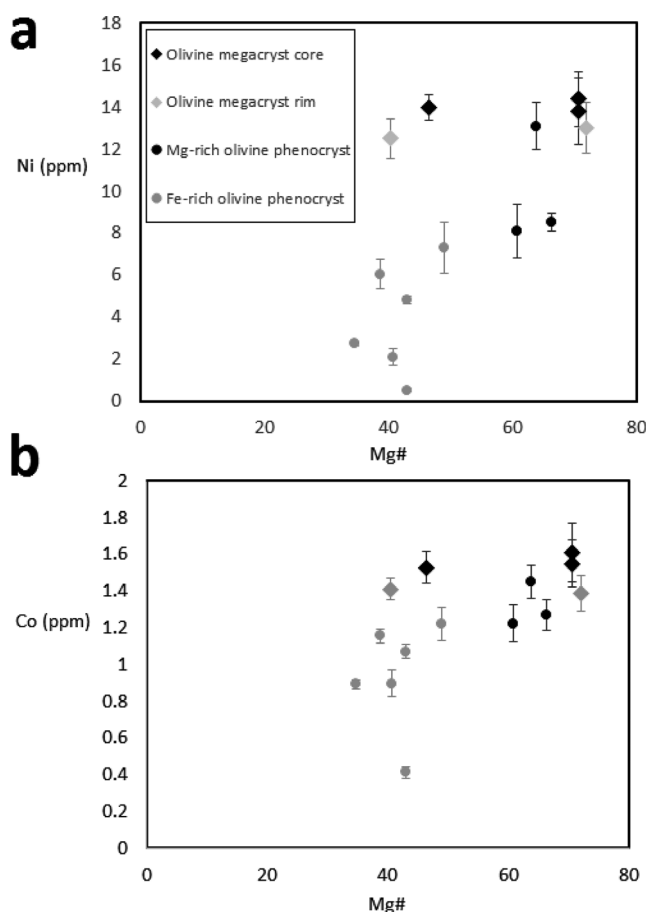 a
18
16
14
12
10
8
6
4
2
0
Ni (ppm)
Olivine megacryst core
Olivine megacryst rim
Mg-rich olivine phenocryst
Fe-rich olivine phenocryst
0 20 40 60 80
Mg#
b
2
1.8
1.6
1.4
1.2
1
0.8
0.6
0.4
0.2
0
Co (ppm)
0 20 40 60 80
Mg#